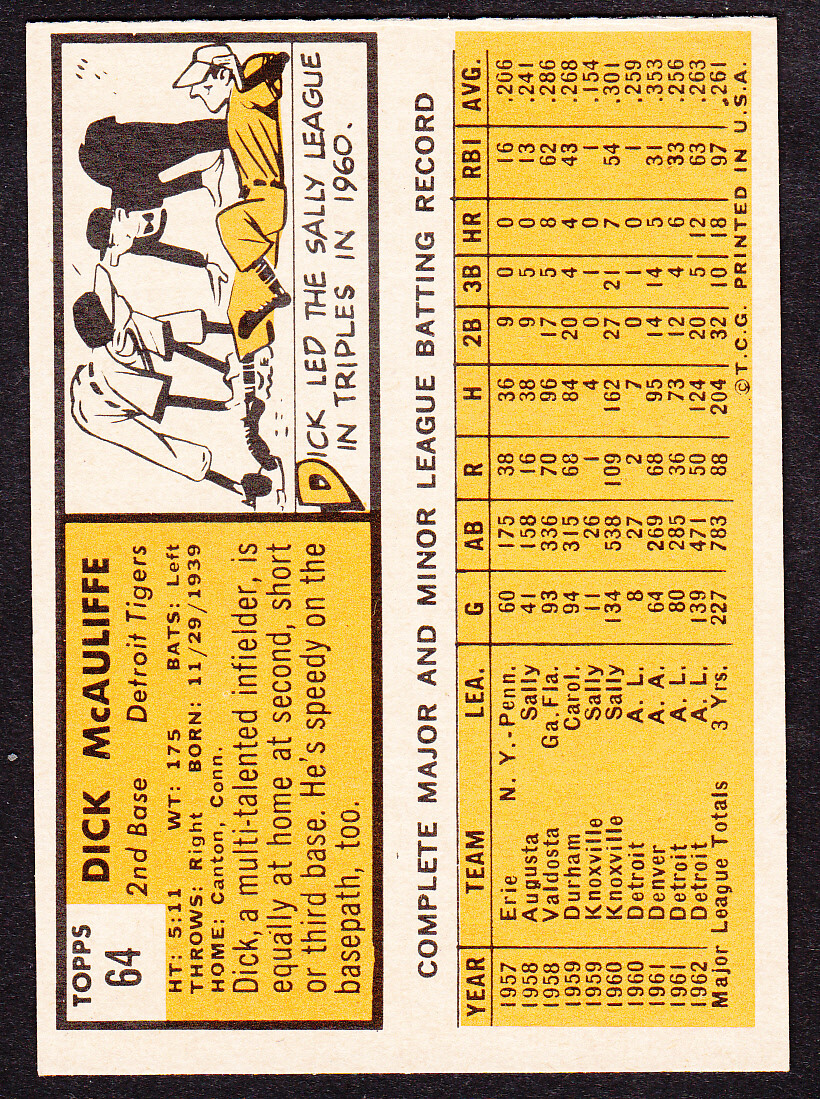 TOPPS
64
DICK McAULIFFE
2nd Base Detroit Tigers
HT: 5:11 WT: 175 BATS: Left
THROWS: Right BORN: 11/29/1939
HOME: Canton, Conn.
Dick, a multi-talented infielder, is
equally at home at second, short
or third base. He's speedy on the
basepath, too.
DICK LED THE SALLY LEAGUE
IN TRIPLES IN 1960.
COMPLETE MAJOR AND MINOR LEAGUE BATTING RECORD
YEAR TEAM LEA. G AB R H 2B 3B HR RBI AVG.
1957 Erie N. Y.-Penn. 60 175 38 36 9 0 0 16 .206
1958 Augusta Sally 41 158 16 38 9 5 0 13 .241
1958 Valdosta Ga. Fla. 93 336 70 96 17 5 8 62 .286
1959 Durham Carol. 94 315 68 84 20 4 4 43 .268
1959 Knoxville Sally 11 26 1 4 0 1 0 1 .154
1960 Knoxville Sally 134 538 109 162 27 21 7 54 .301
1960 Detroit A. L. 8 27 2 7 0 1 0 1 .259
1961 Denver A. A. 64 269 68 95 14 14 5 31 .353
1961 Detroit A. L. 80 285 36 73 12 4 6 33 .256
1962 Detroit A. L. 139 471 50 124 20 5 12 63 .263
Major League Totals 3 Yrs. 227 783 88 204 32 10 18 97 .261
© T.C.G. PRINTED IN U.S.A.